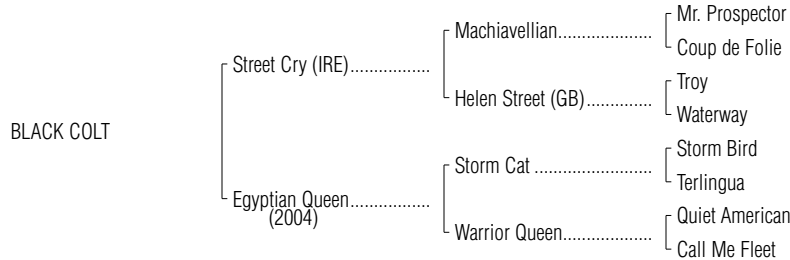 Mr. Prospector
Machiavellian.....................
Coup de Folie
Street Cry (IRE).................
Troy
Helen Street (GB)..............
Waterway
BLACK COLT
Storm Bird
Storm Cat .......................
Terlingua
Egyptian Queen.................
(2004)
Quiet American
Warrior Queen...................
Call Me Fleet